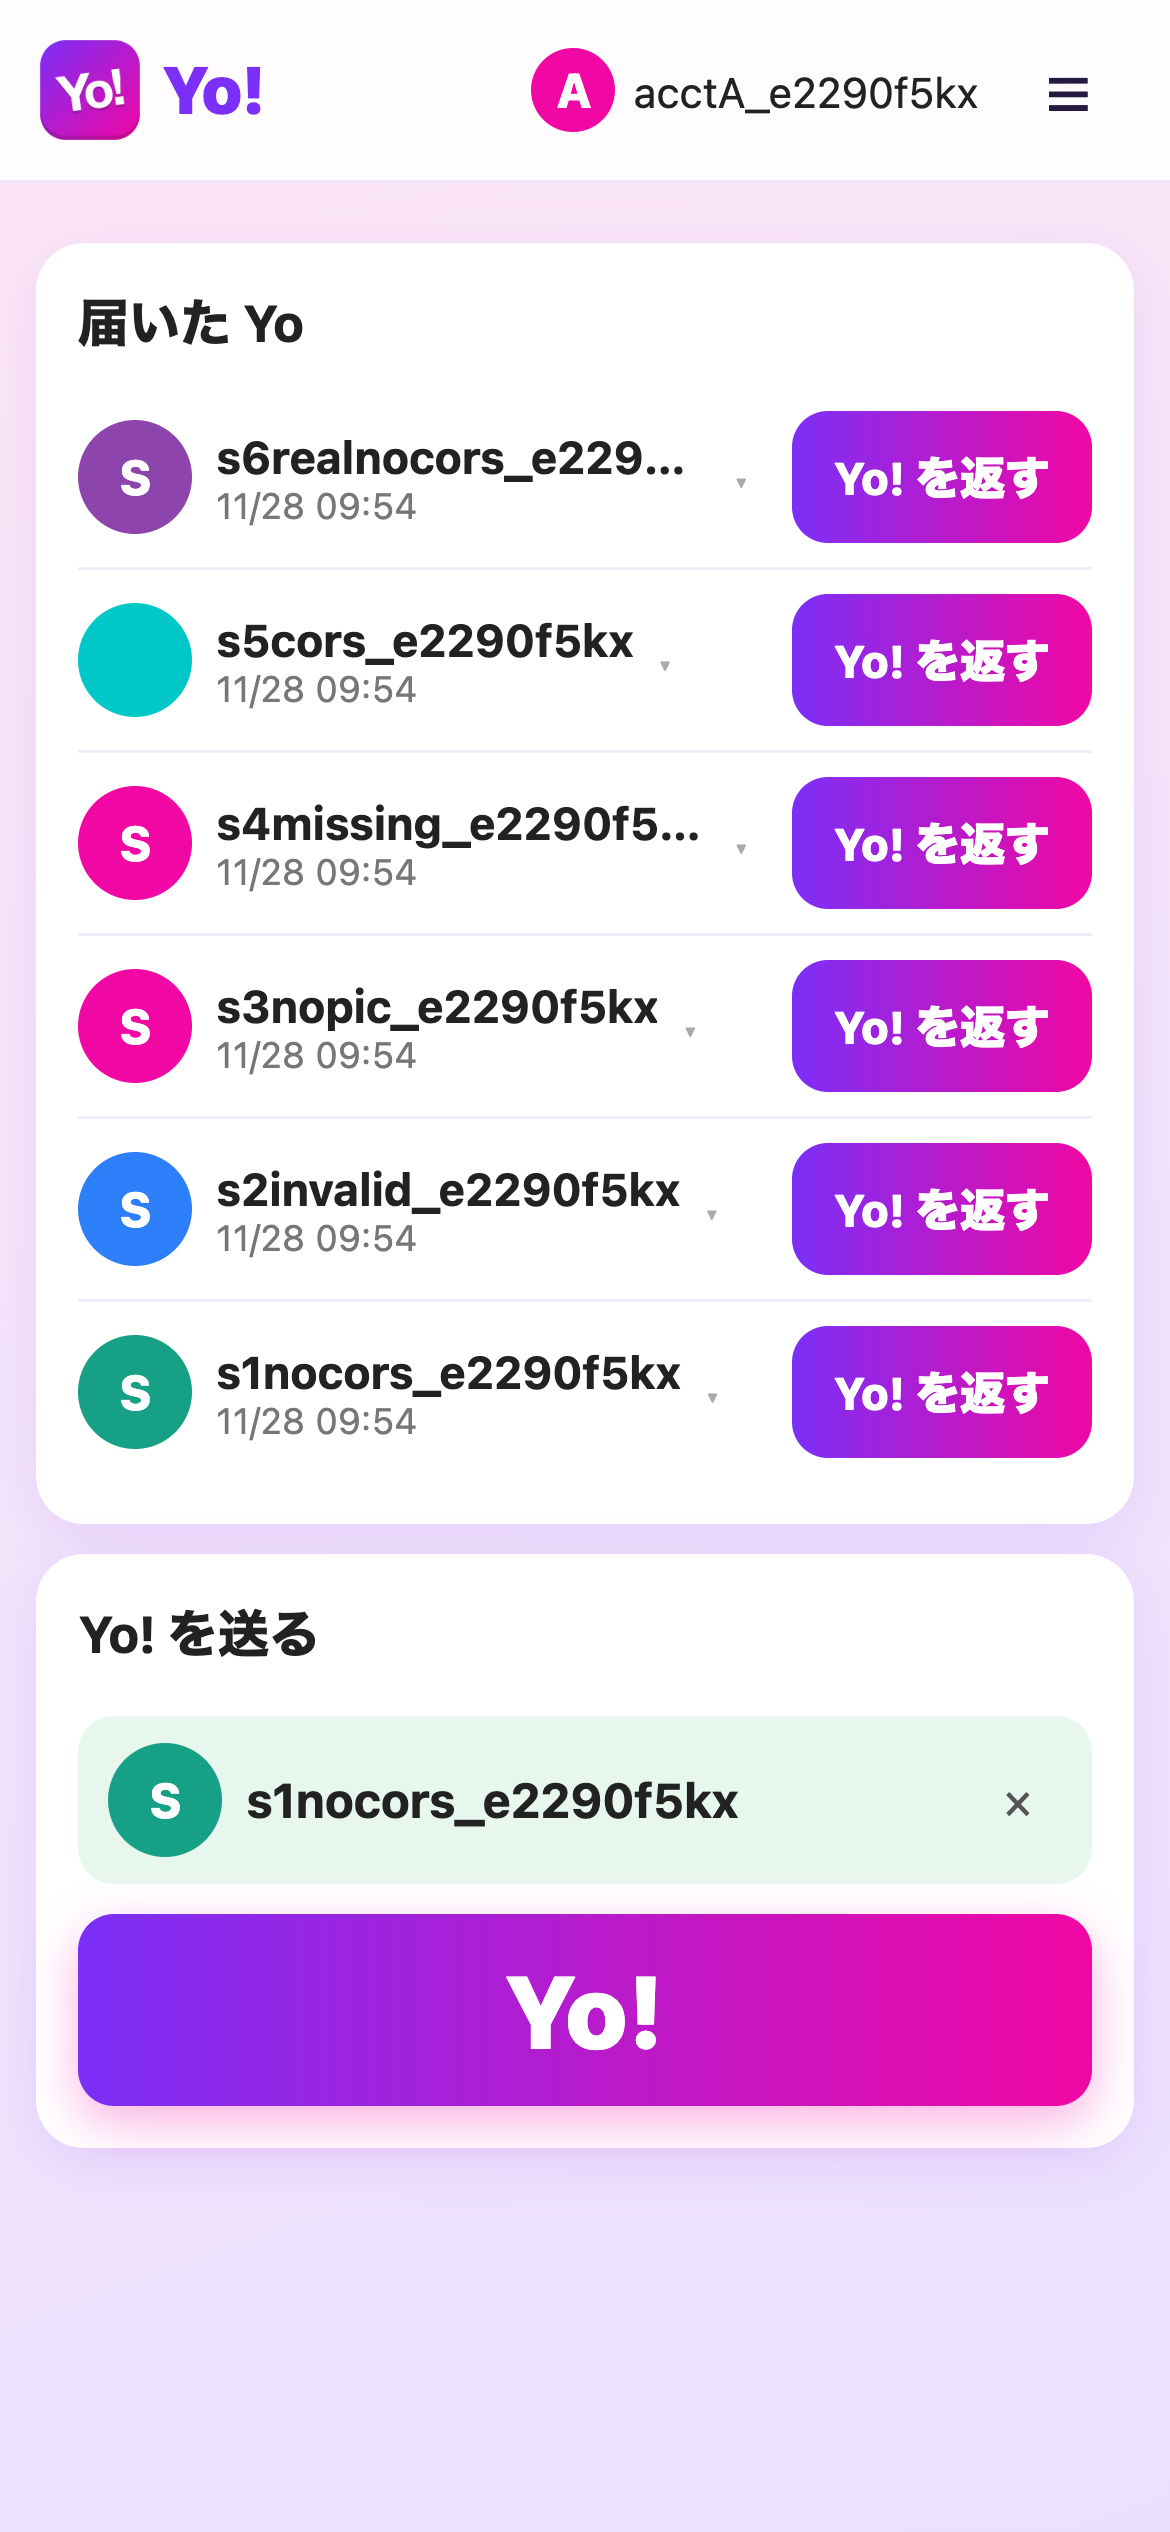 Yo! Yo! A acctA_e2290f5kx
届いた Yo
S s6realnocors_e229... Yo! を返す
11/28 09:54
s5cors_e2290f5kx Yo! を返す
11/28 09:54
S s4missing_e2290f5... Yo! を返す
11/28 09:54
S s3nopic_e2290f5kx Yo! を返す
11/28 09:54
S s2invalid_e2290f5kx Yo! を返す
11/28 09:54
S s1nocors_e2290f5kx Yo! を返す
11/28 09:54
Yo! を送る
S s1nocors_e2290f5kx ×
Yo!